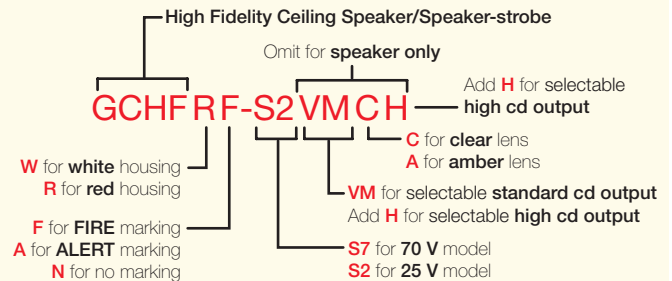 High Fidelity Ceiling Speaker/Speaker-strobe
Omit for speaker only
Add H for selectable
high cd output
GCHFRF-S2VMCH
C for clear lens
A for amber lens
W for white housing
R for red housing
VM for selectable standard cd output
Add H for selectable high cd output
F for FIRE marking
A for ALERT marking
N for no marking
S7 for 70 V model
S2 for 25 V model